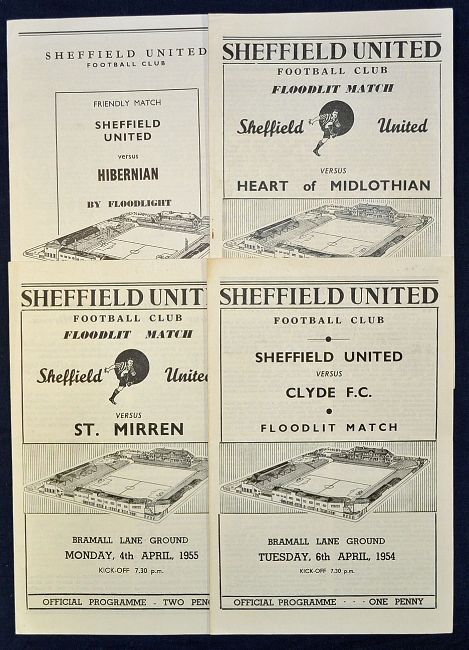 SHEFFIELD UNITED
FOOTBALL CLUB
FRIENDLY MATCH
SHEFFIELD
UNITED
versus
HIBERNIAN
BY FLOODLIGHT
SHEFFIELD UNITED
FOOTBALL CLUB
FLOODLIT MATCH
Sheffield United
VERSUS
HEART of MIDLOTHIAN
SHEFFIELD UNIT
FOOTBALL CLUB
FLOODLIT MATCH
Sheffield United
VERSUS
ST. MIRREN
BRAMALL LANE GROUND
MONDAY, 4th APRIL, 1955
KICK-OFF 7.30 p.m.
OFFICIAL PROGRAMME - TWO PENC
SHEFFIELD UNITED
FOOTBALL CLUB
SHEFFIELD UNITED
VERSUS
CLYDE F.C.
FLOODLIT MATCH
BRAMALL LANE GROUND
TUESDAY, 6th APRIL, 1954
KICK-OFF 7.30 p.m.
OFFICIAL PROGRAMME - - - ONE PENNY